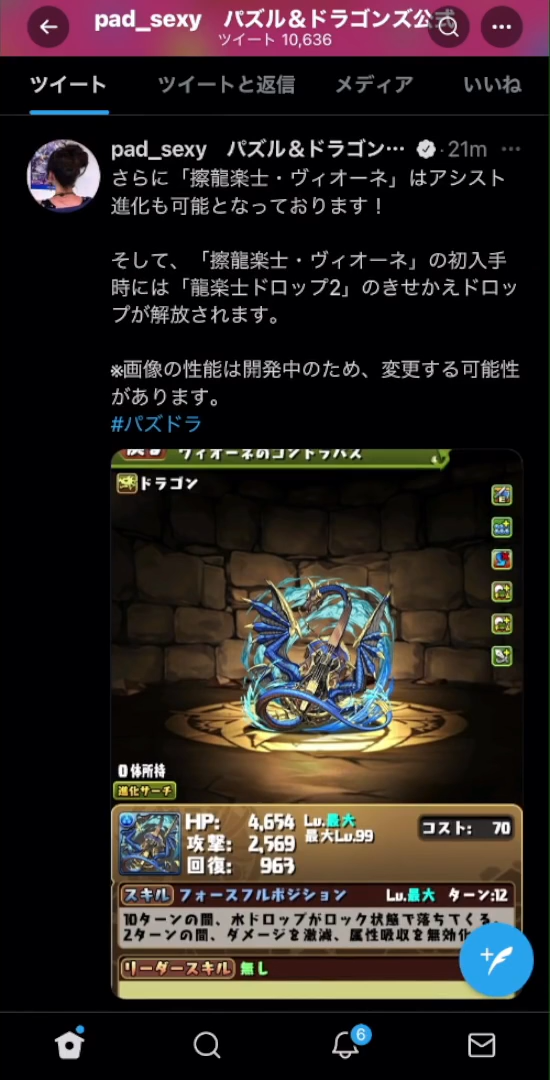 pad_sexy パズル＆ドラゴンズ公式
ツイート 10,636
ツイート ツイートと返信 メディア いいね
pad_sexy パズル＆ドラゴン… · 21m
さらに「擦龍楽士・ヴィオーネ」はアシスト
進化も可能となっております！
そして、「擦龍楽士・ヴィオーネ」の初入手
時には「龍楽士ドロップ2」のきせかえドロッ
プが解放されます。
※画像の性能は開発中のため、変更する可能性
があります。
#パズドラ
ヴィオーネのコントラバス
ドラゴン
0体所持
進化サーチ
HP: 4,654 Lv.最大
攻撃: 2,569 最大Lv.99
回復: 963
コスト: 70
スキル フォースフルポジション Lv.最大 ターン:12
10ターンの間、水ドロップがロック状態で落ちてくる。
2ターンの間、ダメージを激減、属性吸収を無効化
リーダースキル 無し
6